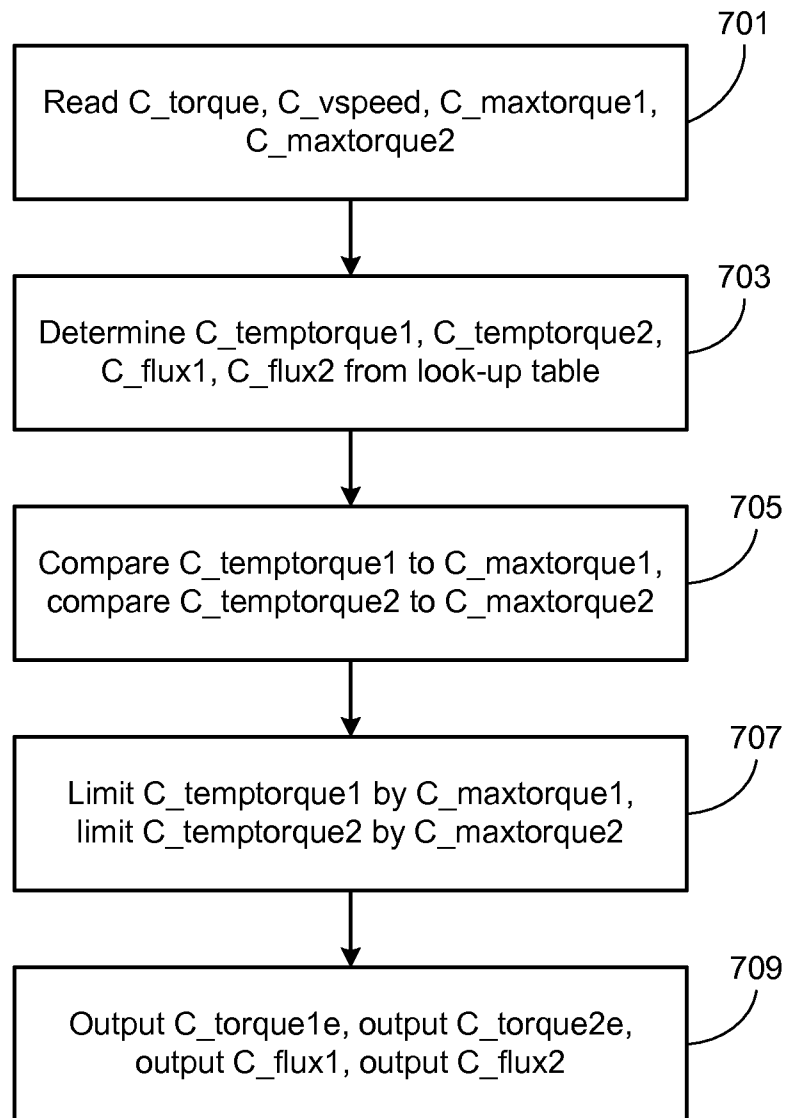 701
Read C_torque, C_vspeed, C_maxtorque1,
C_maxtorque2
703
Determine C_temptorque1, C_temptorque2,
C_flux1, C_flux2 from look-up table
705
Compare C_temptorque1 to C_maxtorque1,
compare C_temptorque2 to C_maxtorque2
707
Limit C_temptorque1 by C_maxtorque1,
limit C_temptorque2 by C_maxtorque2
709
Output C_torque1e, output C_torque2e,
output C_flux1, output C_flux2